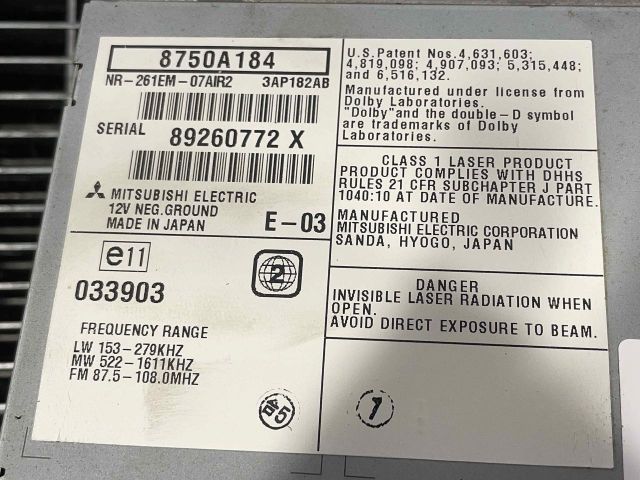 8750A184
NR-261EM-07AIR2 3AP182AB
SERIAL
89260772 X
MITSUBISHI ELECTRIC
12V NEG.GROUND
MADE IN JAPAN
E-03
e11
2
033903
FREQUENCY RANGE
LW 153-279KHZ
MW 522-1611KHZ
FM 87.5-108.0MHZ
U.S.Patent Nos.4,631,603;
4,819,098; 4,907,093; 5,315,448;
and 6,516,132.
Manufactured under license from
Dolby Laboratories.
"Dolby"and the double-D symbol
are trademarks of Dolby
Laboratories.
CLASS 1 LASER PRODUCT
PRODUCT COMPLIES WITH DHHS
RULES 21 CFR SUBCHAPTER J PART
1040:10 AT DATE OF MANUFACTURE.
MANUFACTURED
MITSUBISHI ELECTRIC CORPORATION
SANDA, HYOGO, JAPAN
DANGER
INVISIBLE LASER RADIATION WHEN
OPEN.
AVOID DIRECT EXPOSURE TO BEAM.
1